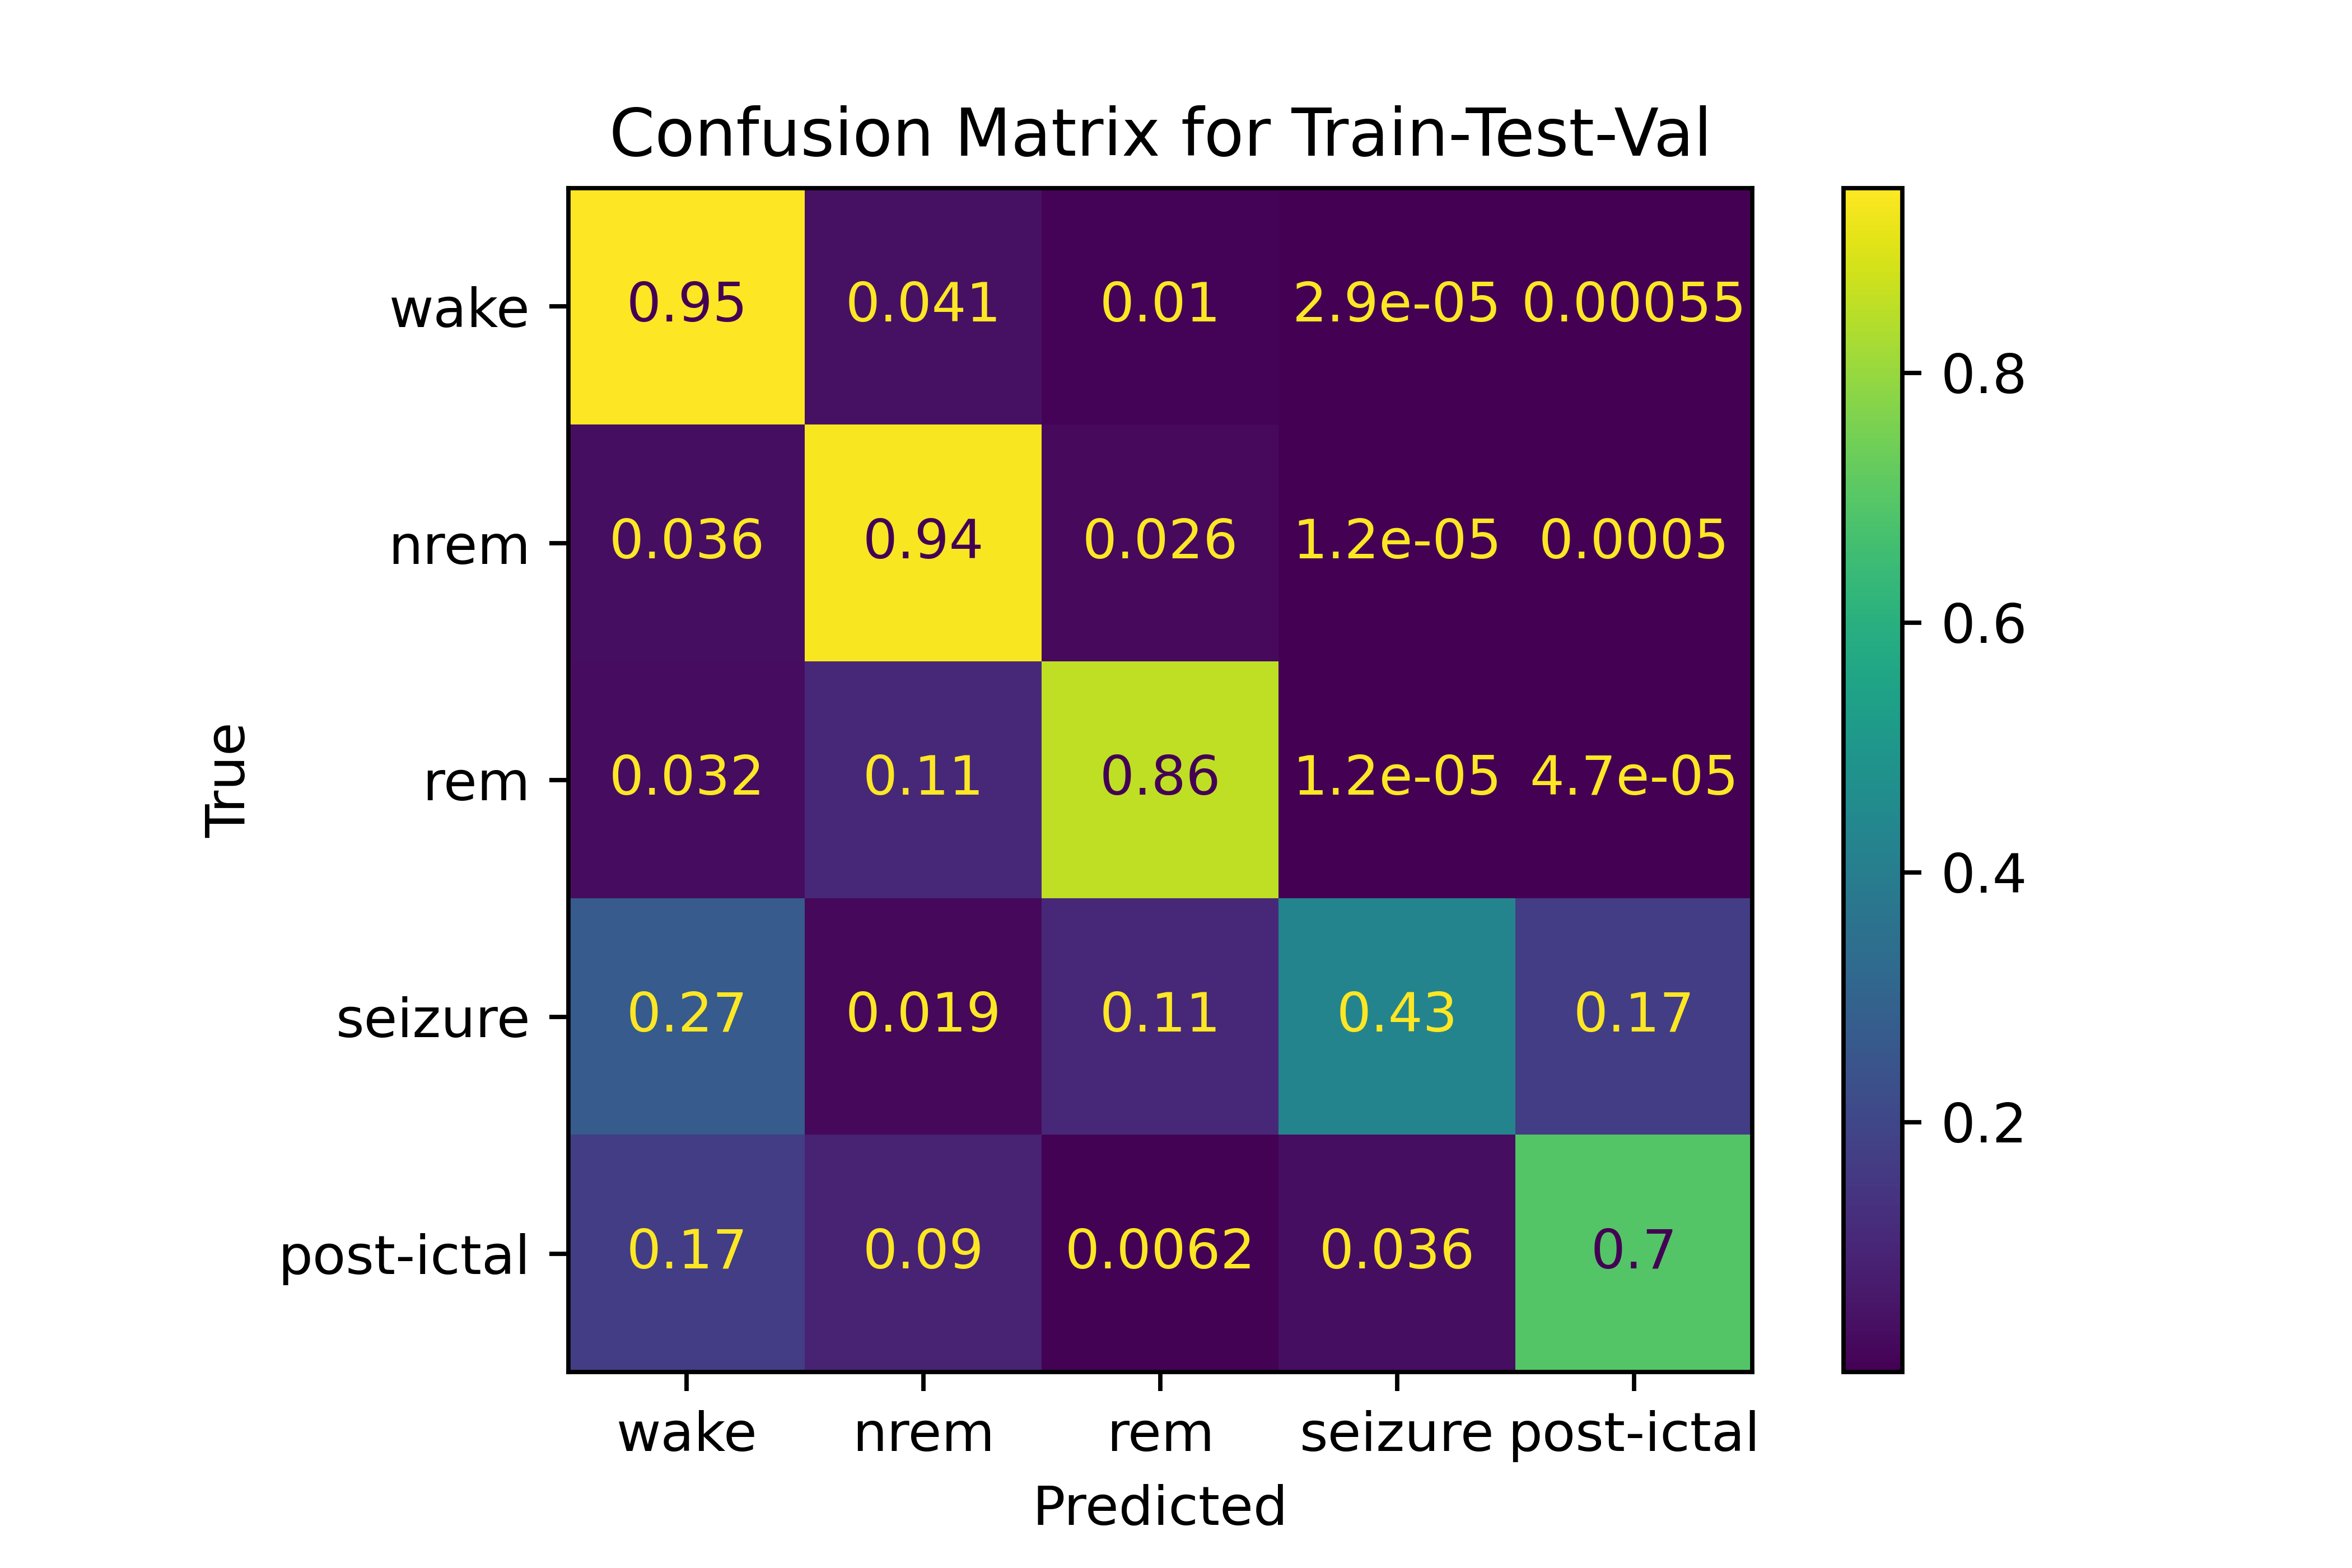 Confusion Matrix for Train-Test-Val
wake 0.95 0.041 0.01 2.9e-05 0.00055
nrem 0.036 0.94 0.026 1.2e-05 0.0005
rem 0.032 0.11 0.86 1.2e-05 4.7e-05
seizure 0.27 0.019 0.11 0.43 0.17
post-ictal 0.17 0.09 0.0062 0.036 0.7
wake nrem rem seizure post-ictal
Predicted
True
0.8
0.6
0.4
0.2